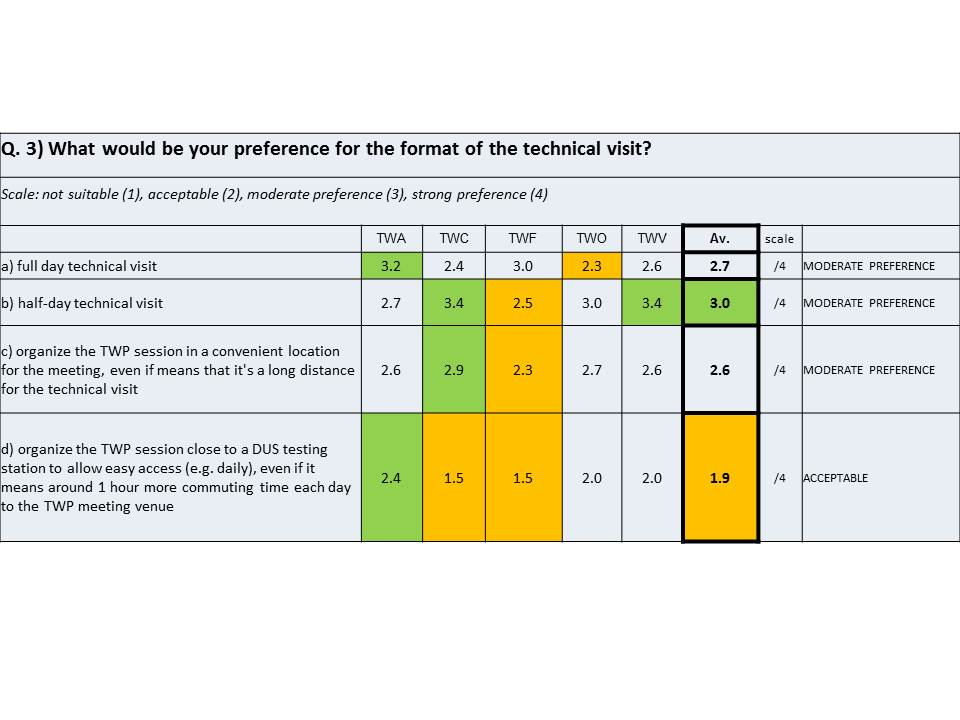 Q. 3) What would be your preference for the format of the technical visit?
Scale: not suitable (1), acceptable (2), moderate preference (3), strong preference (4)
TWA TWC TWF TWO TWV Av. scale
a) full day technical visit 3.2 2.4 3.0 2.3 2.6 2.7 /4 MODERATE PREFERENCE
b) half-day technical visit 2.7 3.4 2.5 3.0 3.4 3.0 /4 MODERATE PREFERENCE
c) organize the TWP session in a convenient location
for the meeting, even if means that it's a long distance
for the technical visit
2.6 2.9 2.3 2.7 2.6 2.6 /4 MODERATE PREFERENCE
d) organize the TWP session close to a DUS testing
station to allow easy access (e.g. daily), even if it
means around 1 hour more commuting time each day
to the TWP meeting venue
2.4 1.5 1.5 2.0 2.0 1.9 /4 ACCEPTABLE